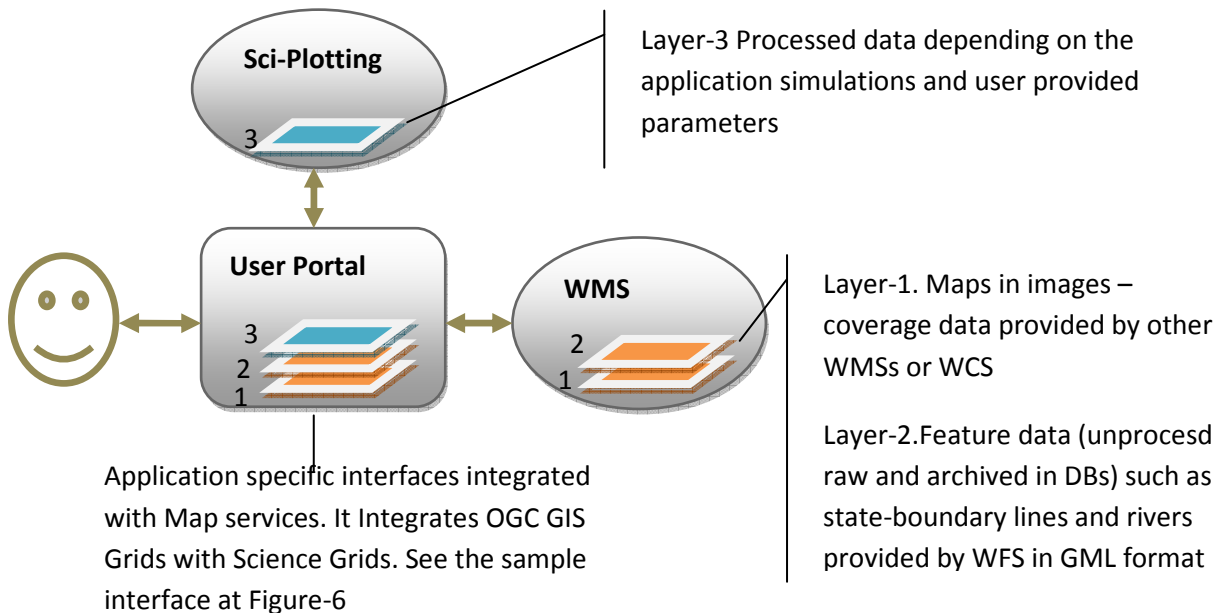 Sci-Plotting
3
Layer-3 Processed data depending on the
application simulations and user provided
parameters
User Portal
3
2
1
WMS
2
1
Layer-1. Maps in images –
coverage data provided by other
WMSs or WCS
Layer-2.Feature data (unprocesd
raw and archived in DBs) such as
state-boundary lines and rivers
provided by WFS in GML format
Application specific interfaces integrated
with Map services. It Integrates OGC GIS
Grids with Science Grids. See the sample
interface at Figure-6